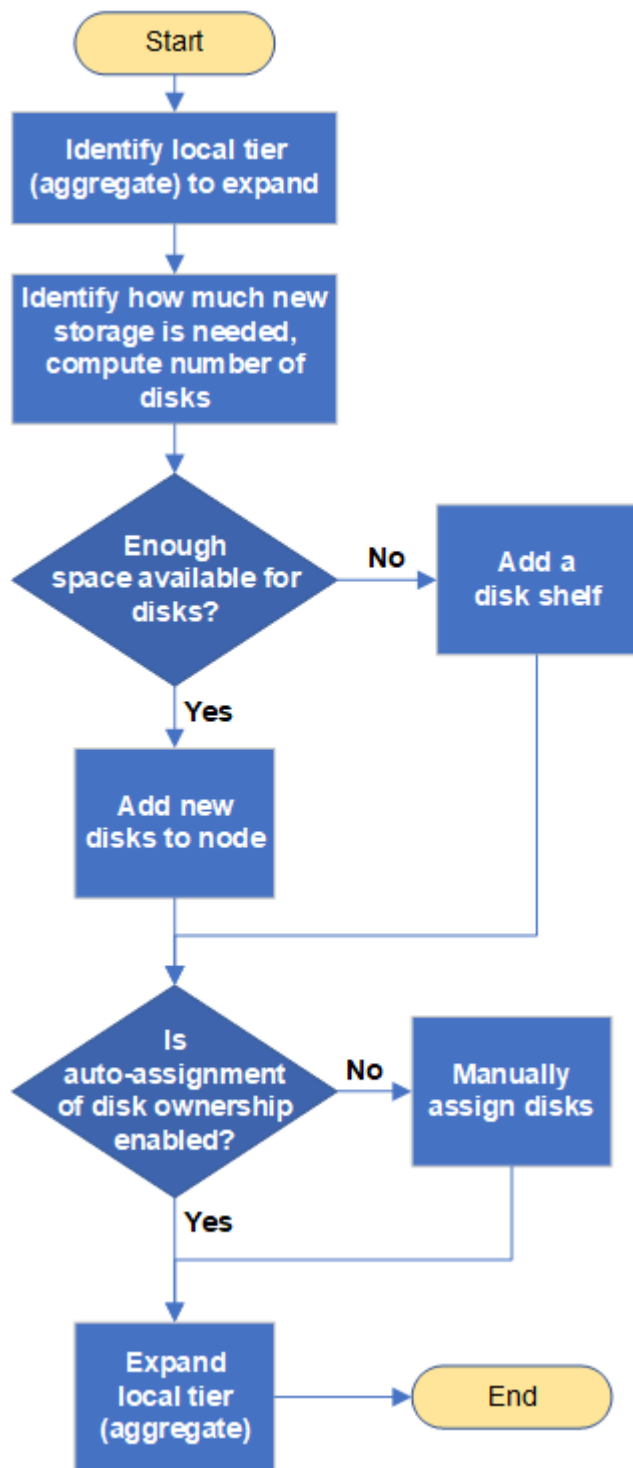 Start
Identify local tier
(aggregate) to expand
Identify how much new
storage is needed,
compute number of
disks
Enough
space available for
disks?
No
Add a
disk shelf
Yes
Add new
disks to node
Is
auto-assignment
of disk ownership
enabled?
No
Manually
assign disks
Yes
Expand
local tier
(aggregate)
End